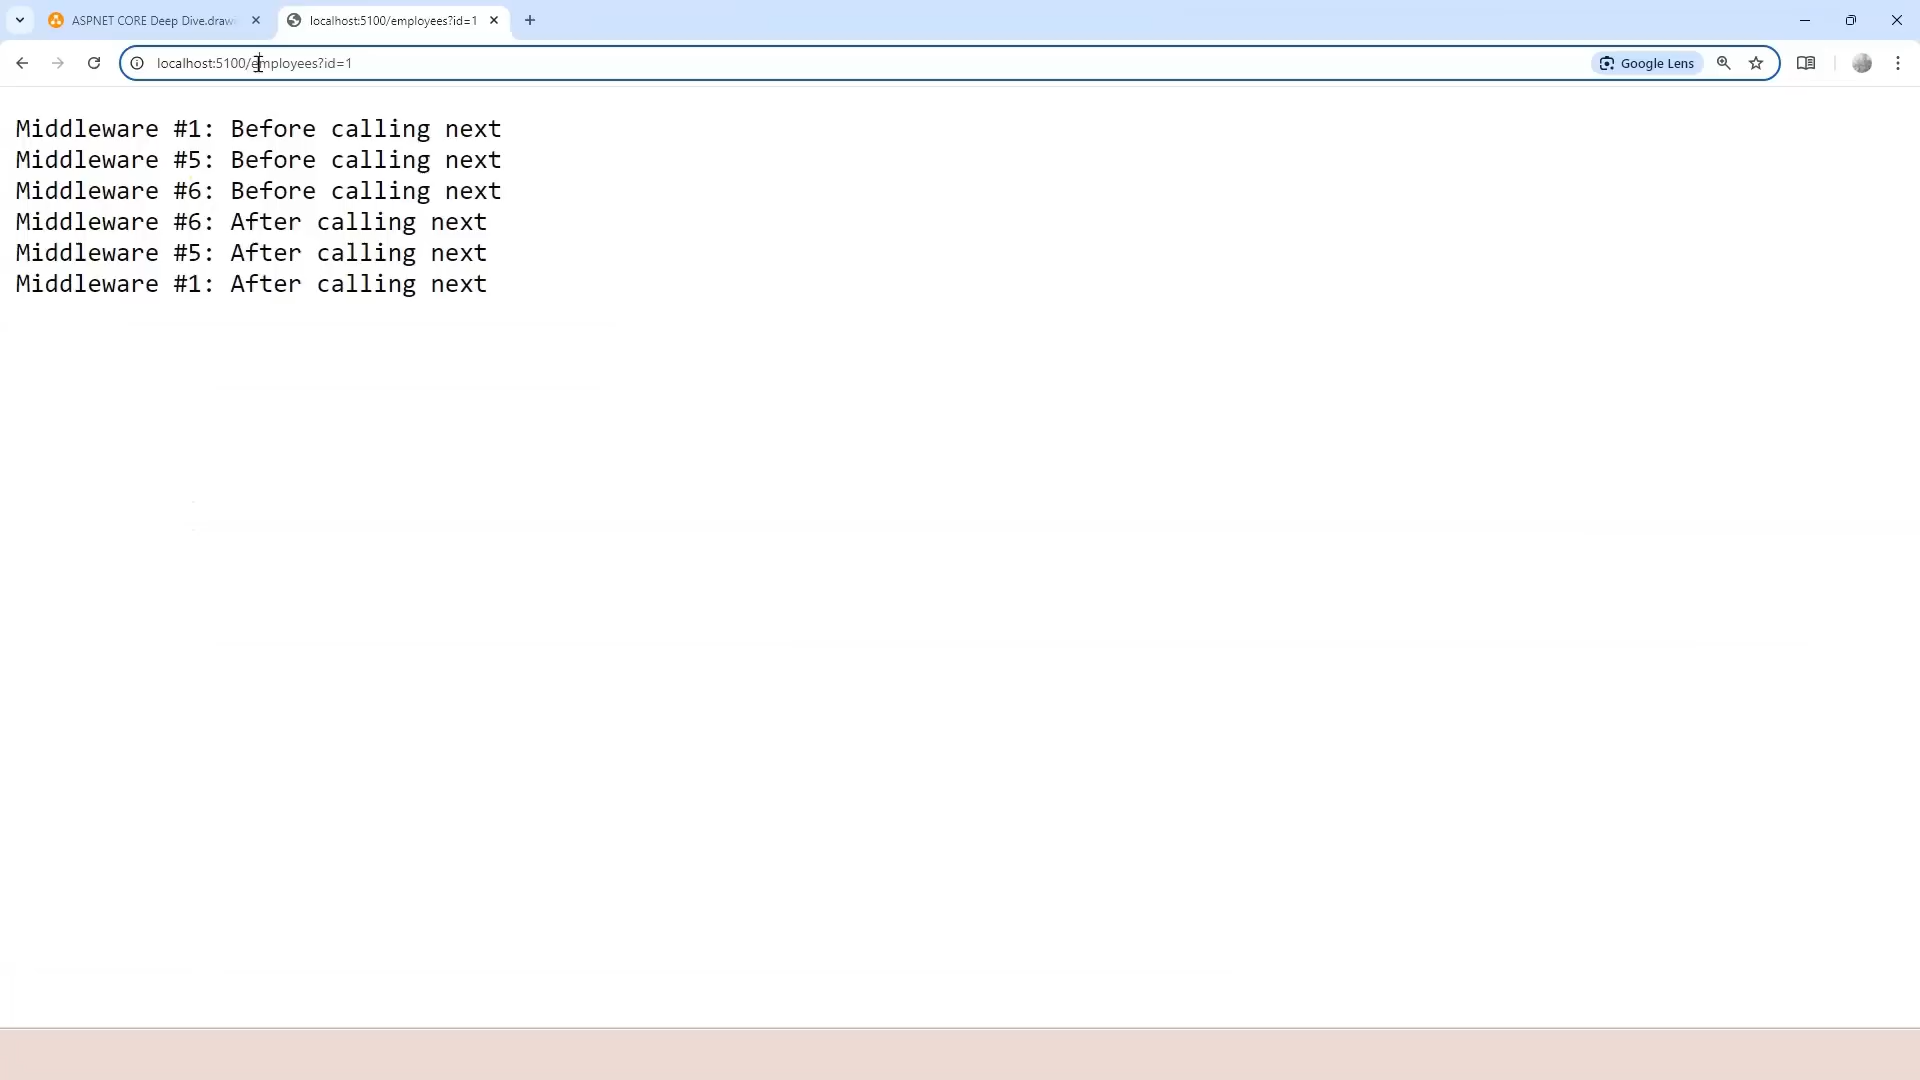 ASPNET CORE Deep Dive.draw
localhost:5100/employees?id=1
localhost:5100/employees?id=1
Google Lens
Middleware #1: Before calling next
Middleware #5: Before calling next
Middleware #6: Before calling next
Middleware #6: After calling next
Middleware #5: After calling next
Middleware #1: After calling next